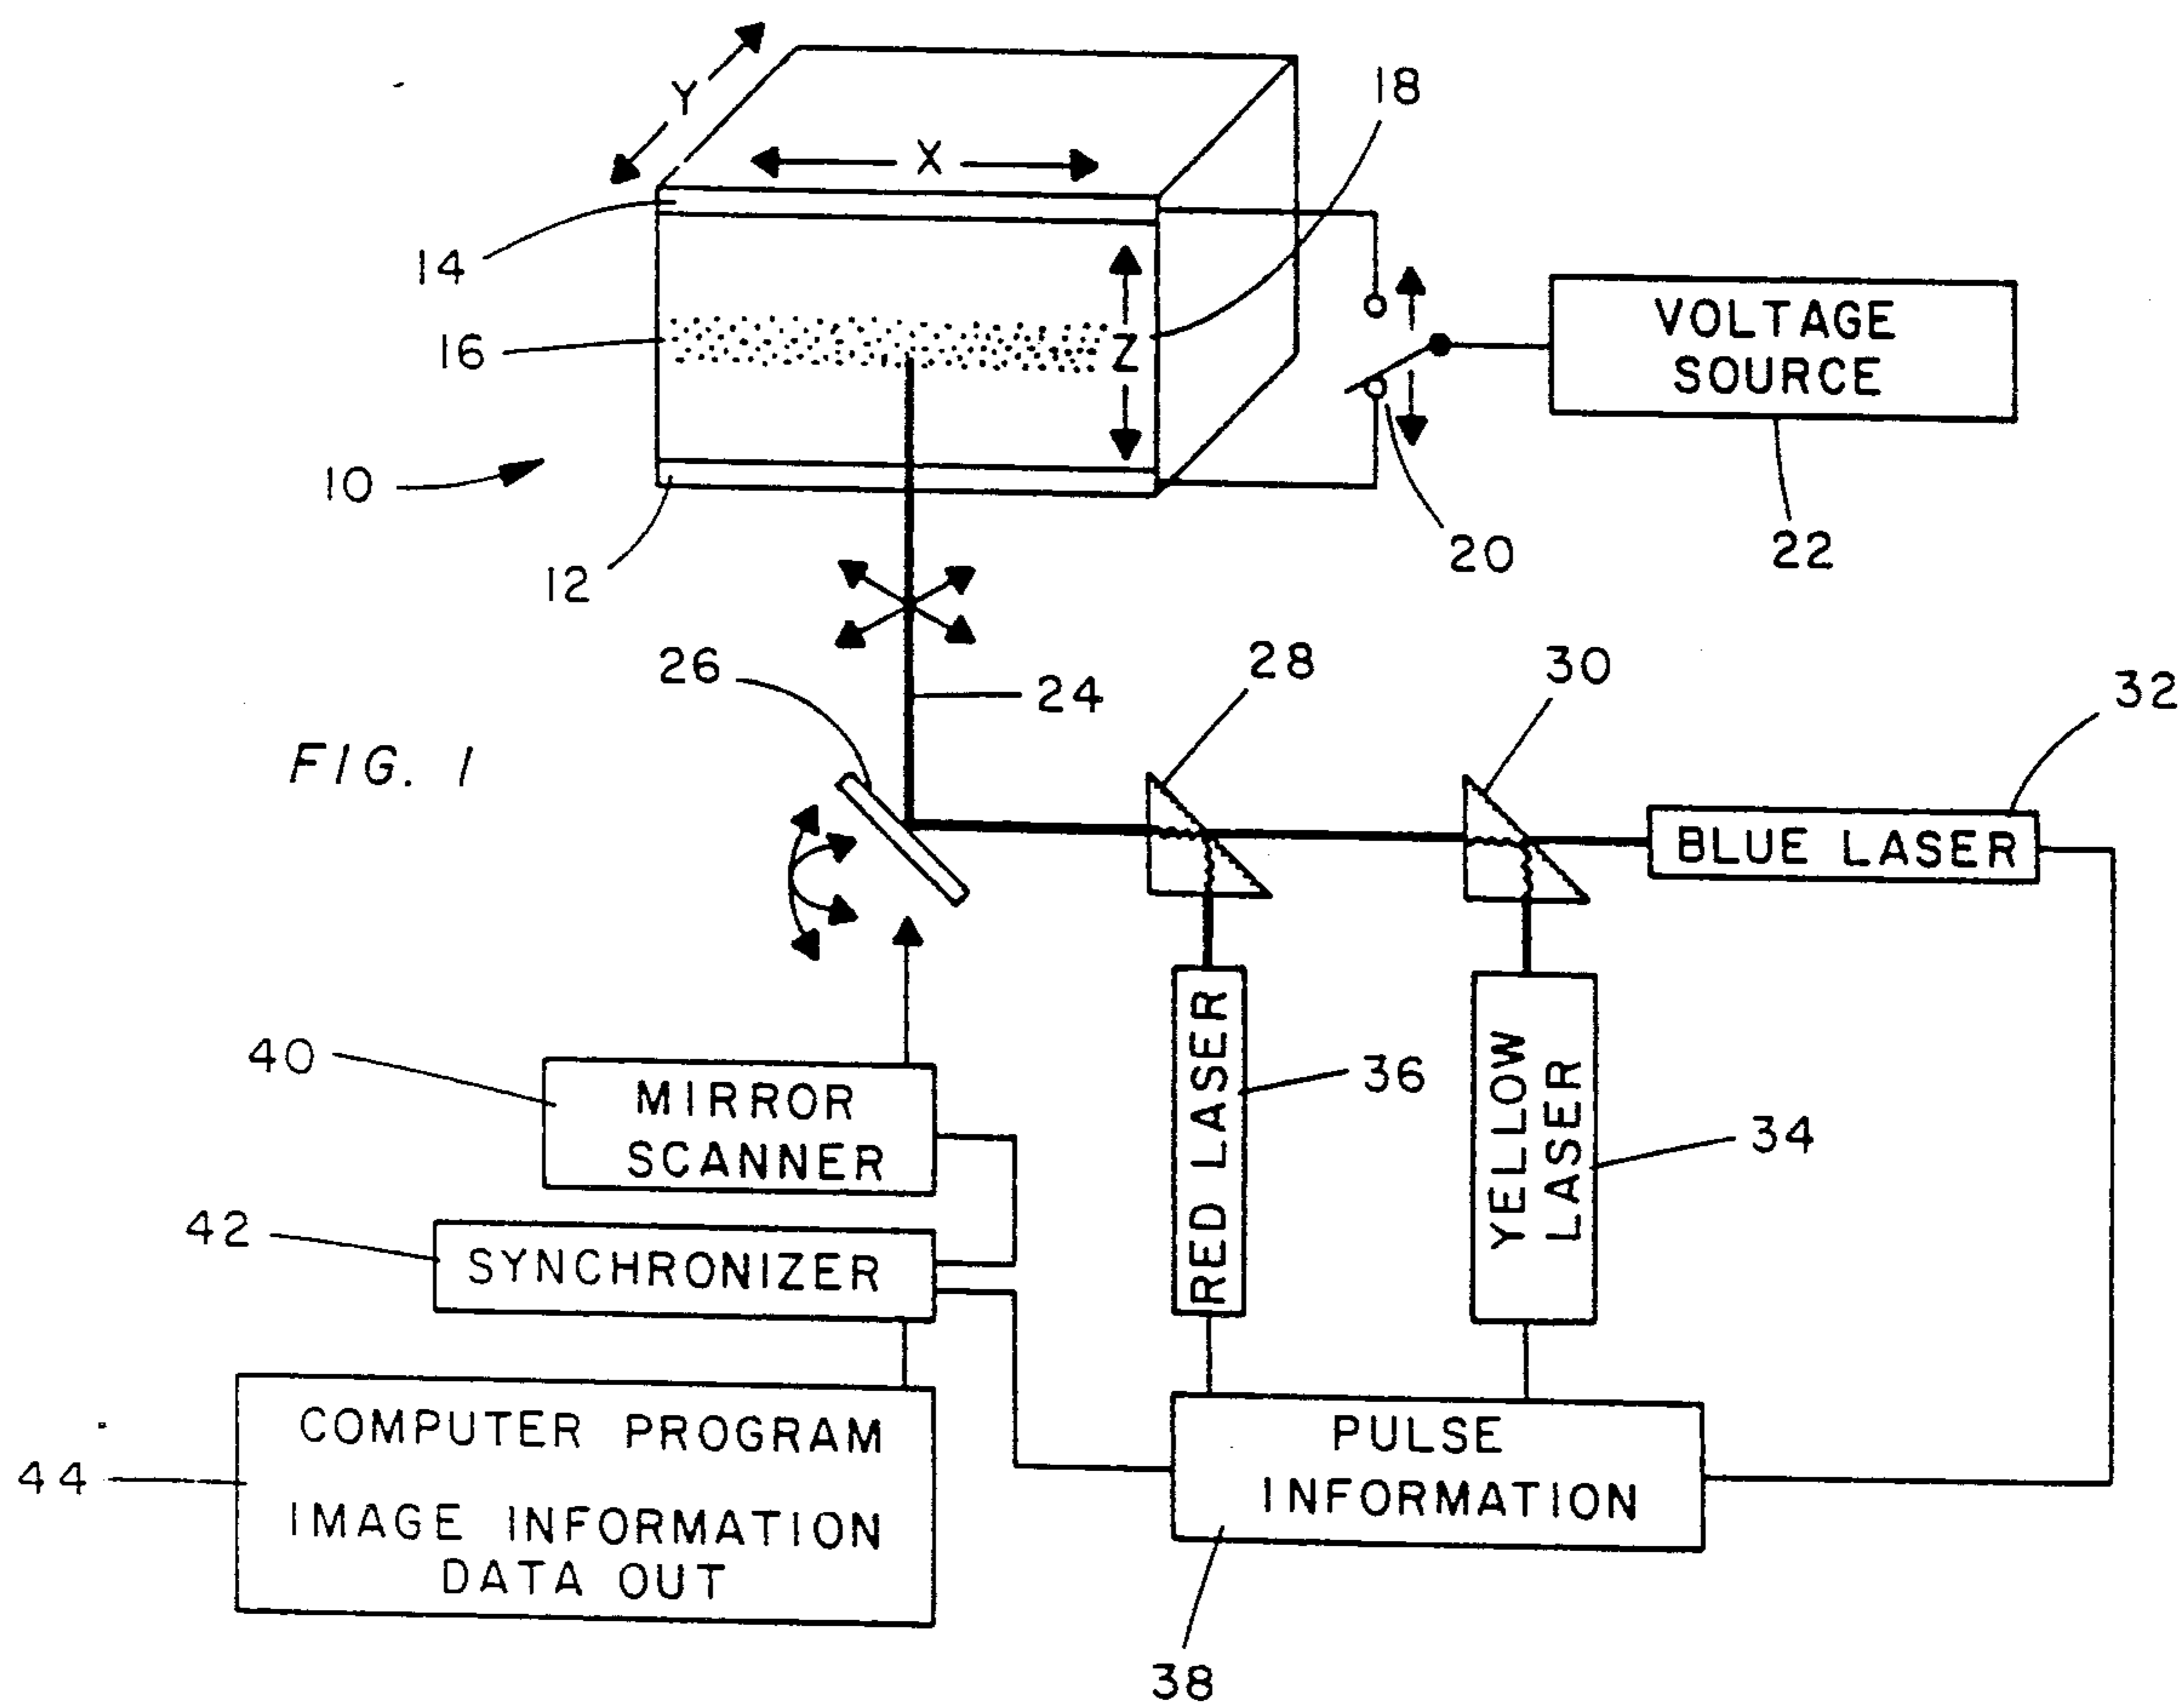 Y
18
X
14
VOLTAGE
SOURCE
16
Z
10
20
22
12
28
30
26
32
24
FIG. 1
BLUE LASER
40
MIRROR
SCANNER
RED LASER
36
YELLOW
LASER
34
42
SYNCHRONIZER
COMPUTER PROGRAM
PULSE
INFORMATION
44
IMAGE INFORMATION
DATA OUT
38